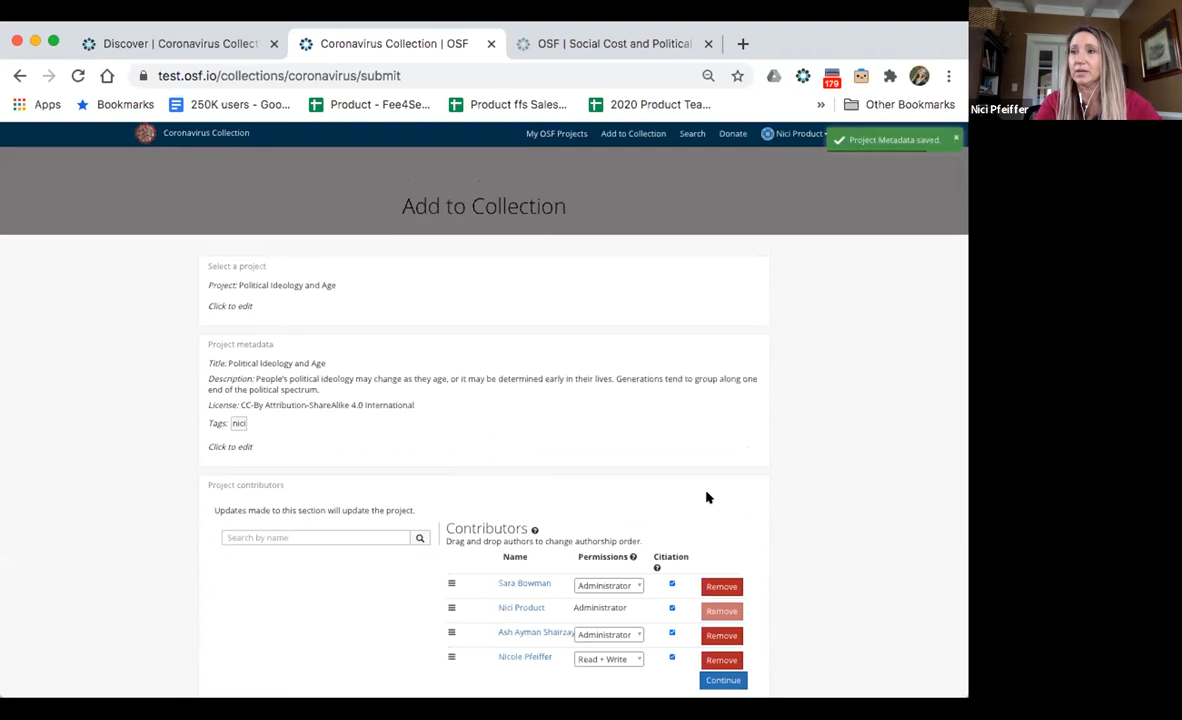 Discover | Coronavirus Collect
Coronavirus Collection | OSF
OSF | Social Cost and Political
test.osf.io/collections/coronavirus/submit
179
Apps
Bookmarks
250K users - Goo...
Product - Fee4Se...
Product ffs Sales...
2020 Product Tea...
»
Other Bookmarks
Coronavirus Collection
My OSF Projects
Add to Collection
Search
Donate
Nici Product
Project Metadata saved.
Nici Pfeiffer
Add to Collection
Select a project
Project: Political Ideology and Age
Click to edit
Project metadata
Title: Political Ideology and Age
Description: People's political ideology may change as they age, or it may be determined early in their lives. Generations tend to group along one
end of the political spectrum.
License: CC-By Attribution-ShareAlike 4.0 International
Tags: nici
Click to edit
Project contributors
Updates made to this section will update the project.
Search by name
Contributors
Drag and drop authors to change authorship order.
Name Permissions Citiation
Sara Bowman Administrator Remove
Nici Product Administrator Remove
Ash Ayman Shairzay Administrator Remove
Nicole Pfeiffer Read + Write Remove
Continue